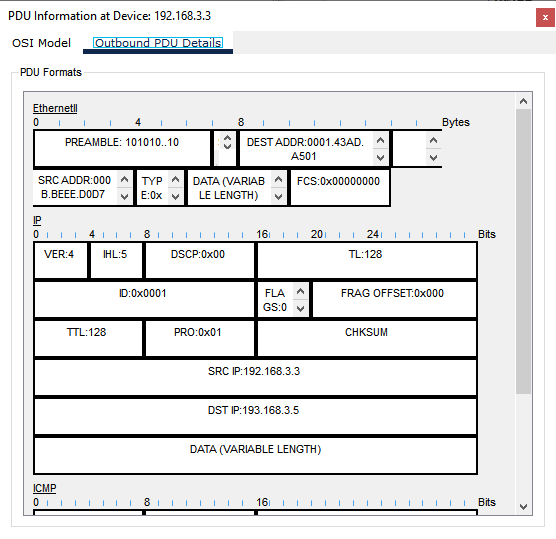 PDU Information at Device: 192.168.3.3
x
OSI Model Outbound PDU Details
PDU Formats
EthernetII
0 4 8 Bytes
PREAMBLE: 101010..10 DEST ADDR:0001.43AD.
A501
SRC ADDR:000 TYP DATA (VARIAB FCS:0x00000000
B.BEEE.D0D7 E:0x LE LENGTH)
IP
0 4 8 16 20 24 Bits
VER:4 IHL:5 DSCP:0x00 TL:128
ID:0x0001 FLA FRAG OFFSET:0x000
GS:0
TTL:128 PRO:0x01 CHKSUM
SRC IP:192.168.3.3
DST IP:193.168.3.5
DATA (VARIABLE LENGTH)
ICMP
0 8 16 Bits